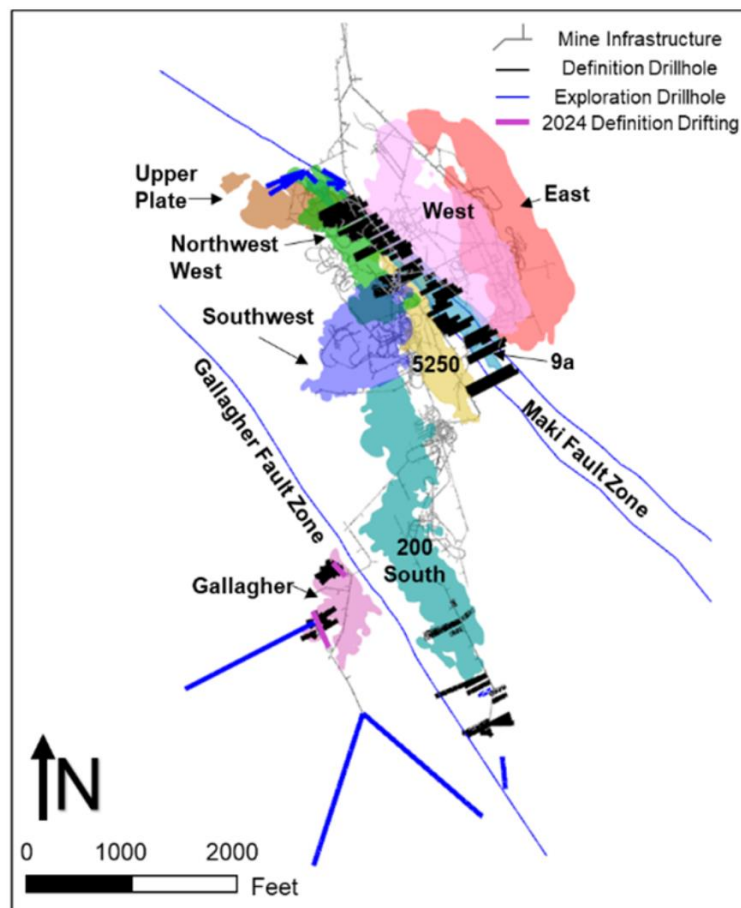 Mine Infrastructure
Definition Drillhole
Exploration Drillhole
2024 Definition Drifting
Upper
Plate
West
East
Northwest
West
Southwest
5250
9a
Gallagher Fault Zone
Maki Fault Zone
200
South
Gallagher
N
0 1000 2000
Feet